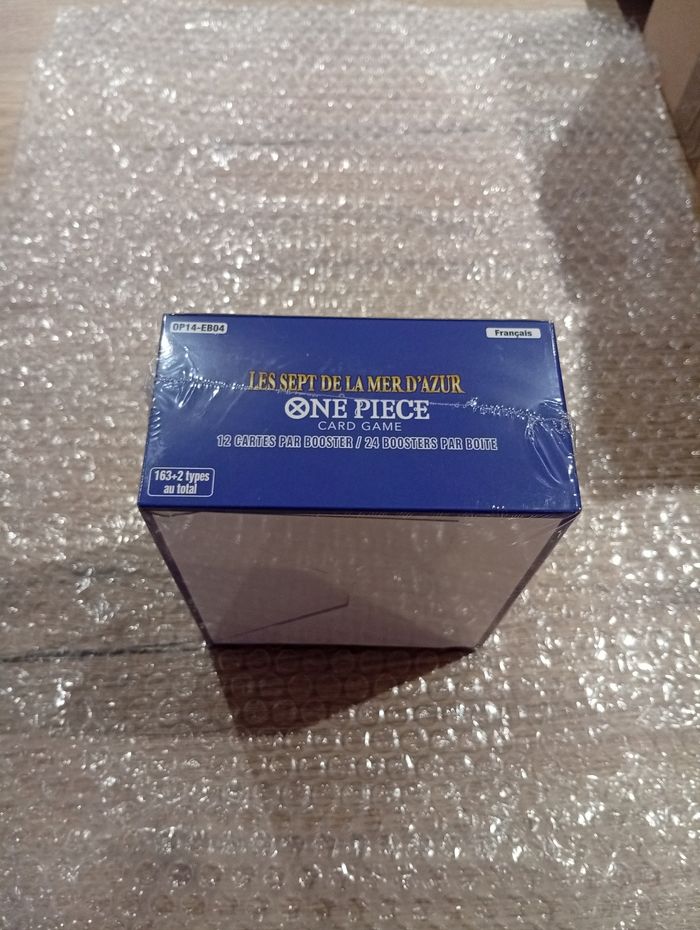 OP14-EB04
Français
LES SEPT DE LA MER D'AZUR
ONE PIECE
CARD GAME
12 CARTES PAR BOOSTER / 24 BOOSTERS PAR BOITE
163+2 types
au total